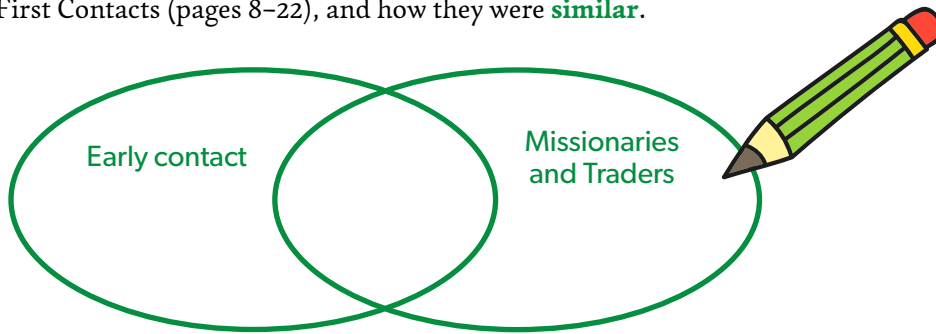 First Contacts (pages 8–22), and how they were similar.
Early contact
Missionaries
and Traders